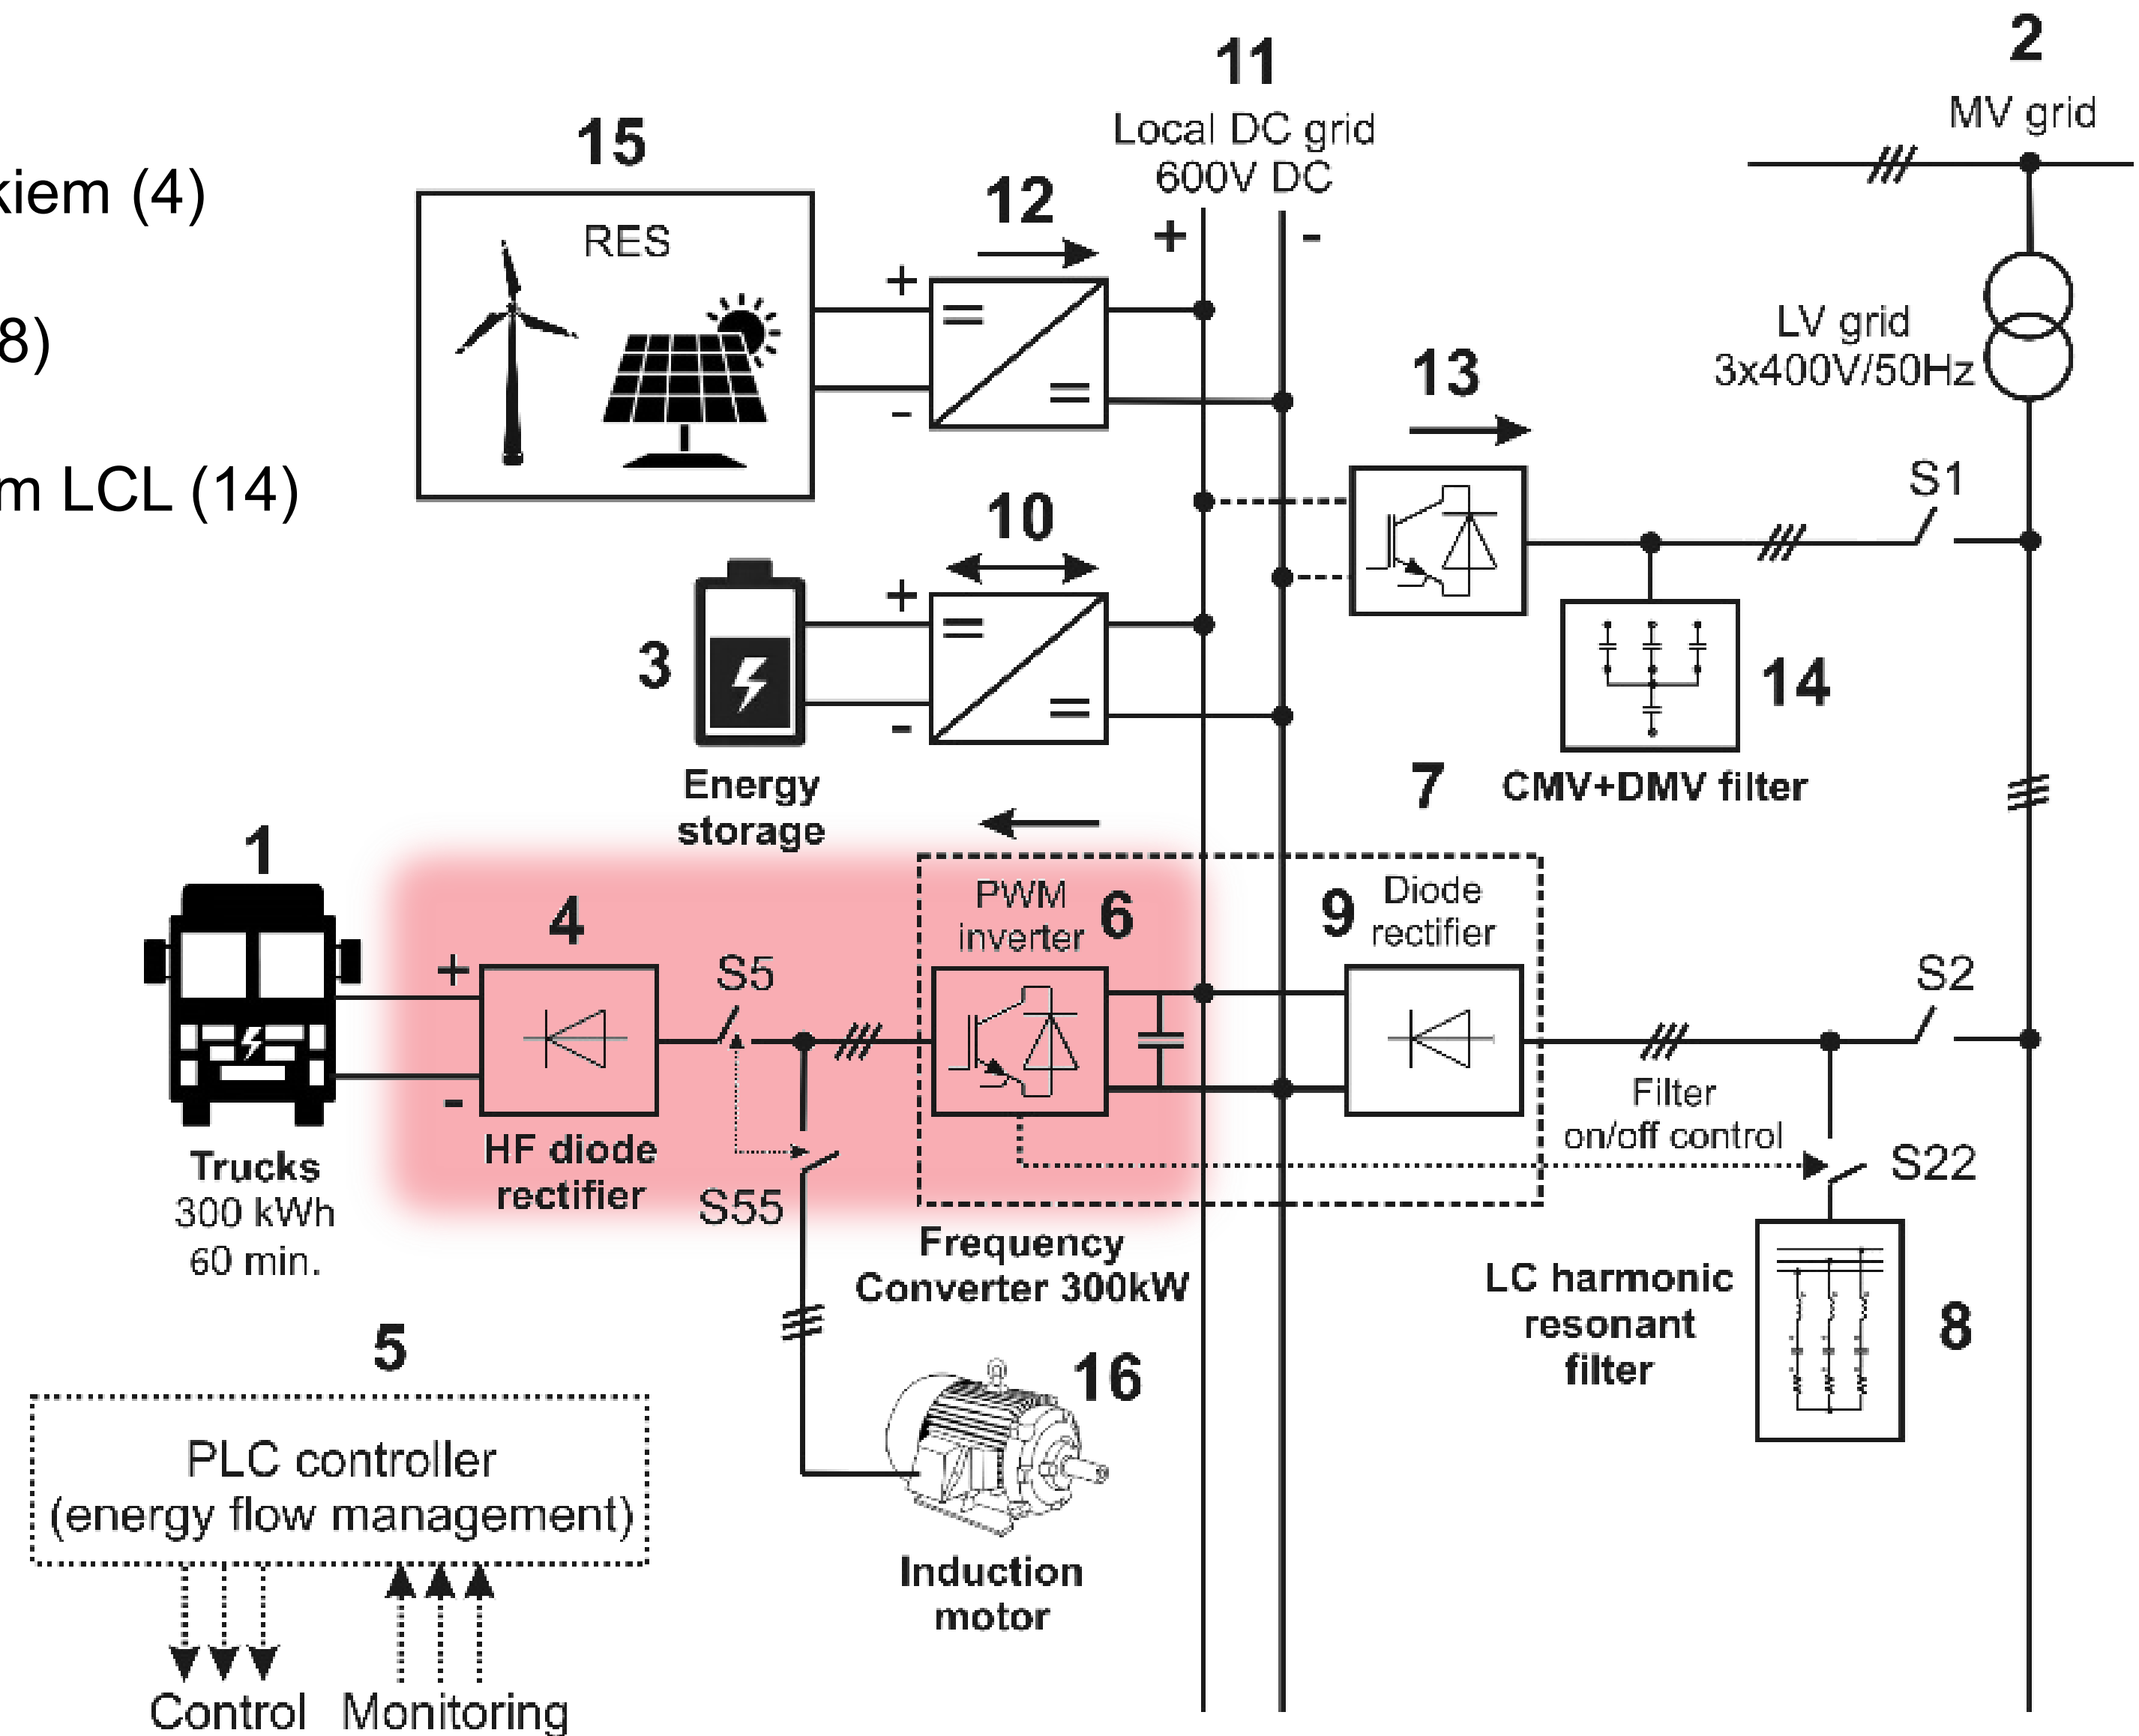 kiem (4)
8)
m LCL (14)
2
MV grid
11
Local DC grid
600V DC
+
-
15
RES
12
+
-
LV grid
3x400V/50Hz
13
S1
10
+
-
3
Energy
storage
14
CMV+DMV filter
7
1
Trucks
300 kWh
60 min.
4
+
-
HF diode
rectifier
S5
S55
PWM
inverter
6
9
Diode
rectifier
S2
Filter
on/off control
S22
Frequency
Converter 300kW
LC harmonic
resonant
filter
8
16
Induction
motor
5
PLC controller
(energy flow management)
Control
Monitoring